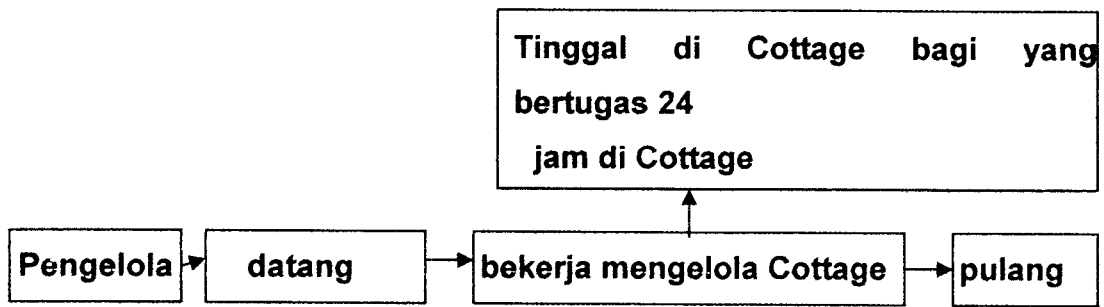 Tinggal di Cottage bagi yang
bertugas 24
jam di Cottage
Pengelola
datang
bekerja mengelola Cottage
pulang